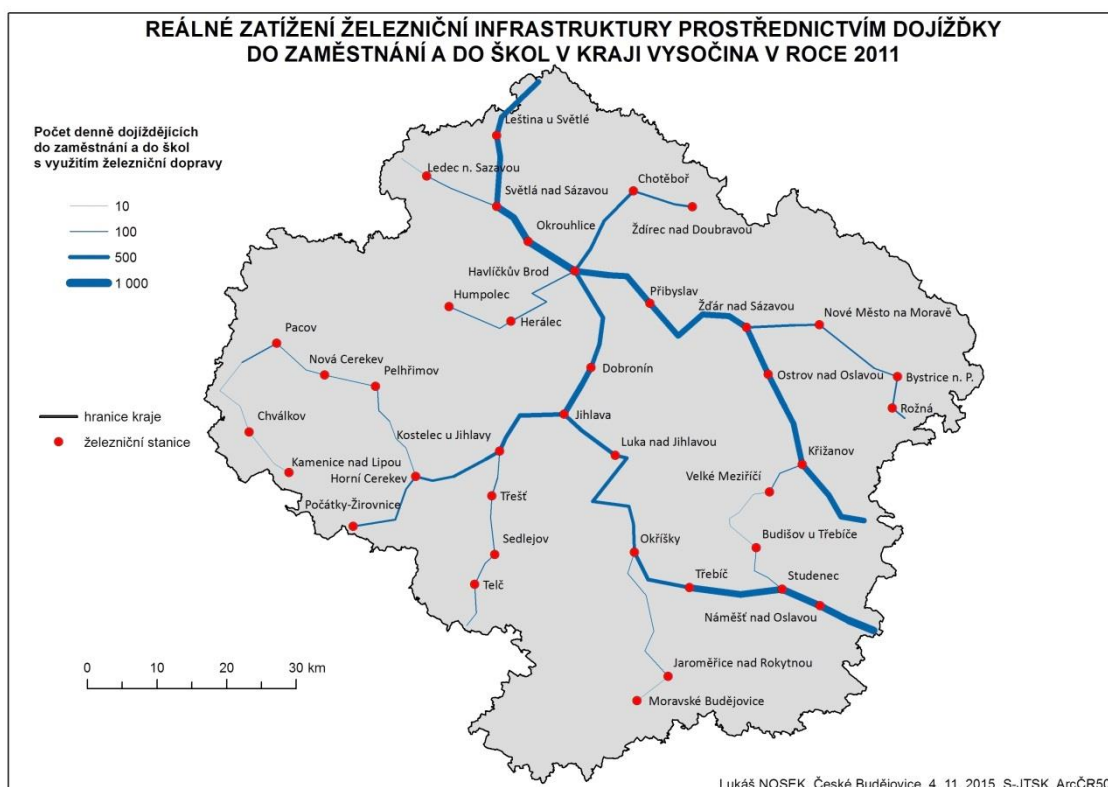 REÁLNÉ ZATÍŽENÍ ŽELEZNIČNÍ INFRASTRUKTURY PROSTŘEDNICTVÍM DOJÍŽĎKY
DO ZAMĚSTNÁNÍ A DO ŠKOL V KRAJI VYSOČINA V ROCE 2011
Počet denně dojíždějících
do zaměstnání a do škol
s využitím železniční dopravy
10
100
500
1 000
Leština u Světlé
Ledec n. Sazavou
Světlá nad Sázavou
Chotěboř
Okrouhlice
Ždírec nad Doubravou
Havlíčkův Brod
Humpolec
Herálec
Přibyslav
Žďár nad Sázavou
Nové Město na Moravě
Pacov
Nová Cerekev
Pelhřimov
Dobronín
Ostrov nad Oslavou
Bystrice n. P.
Rožná
hranice kraje
železniční stanice
Chválkov
Jihlava
Kostelec u Jihlavy
Luka nad Jihlavou
Křižanov
Kamenice nad Lipou
Horní Cerekev
Velké Meziříčí
Počátky-Žirovnice
Třešť
Sedlejov
Okříšky
Budišov u Třebíče
Telč
Třebíč
Studenec
Náměšť nad Oslavou
Jaroměřice nad Rokytnou
Moravské Budějovice
0 10 20 30 km
Lukáš NOSEK, České Budějovice, 4. 11. 2015, S-JTSK, ArcČR50